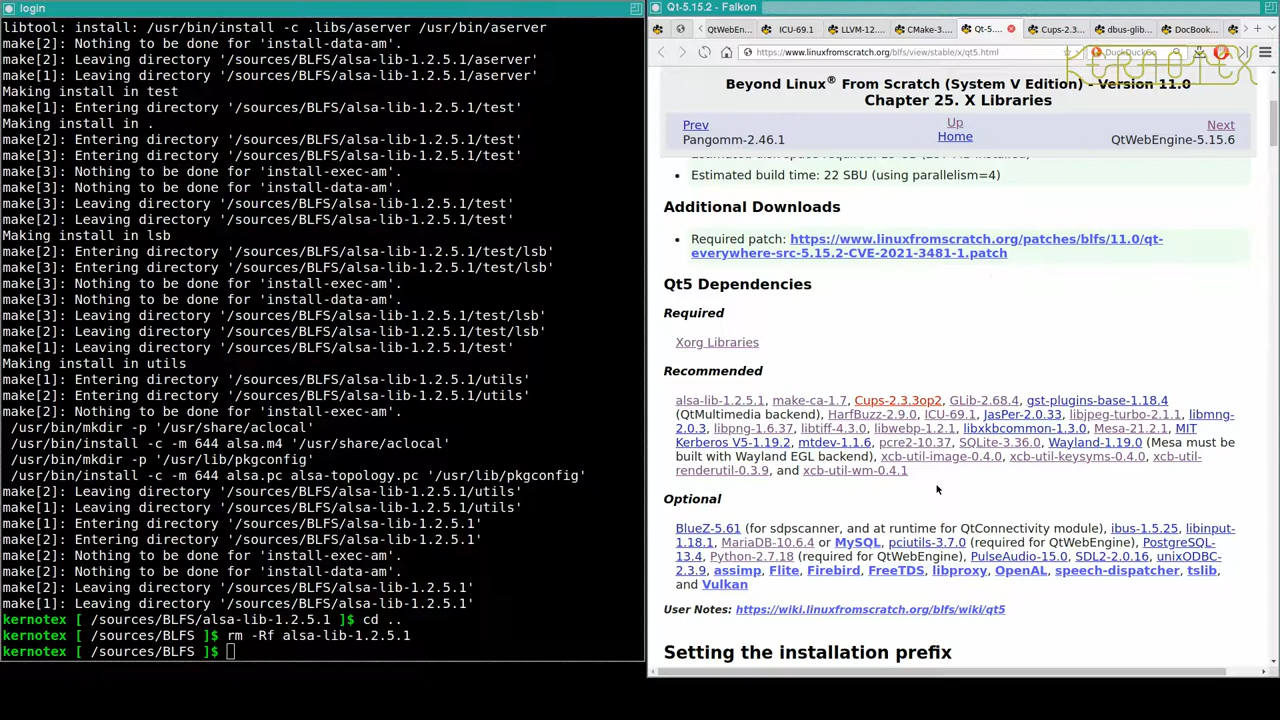 login
libtool: install: /usr/bin/install -c .libs/aserver /usr/bin/aserver
make[2]: Nothing to be done for 'install-data-am'.
make[2]: Leaving directory '/sources/BLFS/alsa-lib-1.2.5.1/aserver'
make[1]: Leaving directory '/sources/BLFS/alsa-lib-1.2.5.1/aserver'
Making install in test
make[1]: Entering directory '/sources/BLFS/alsa-lib-1.2.5.1/test'
Making install in .
make[2]: Entering directory '/sources/BLFS/alsa-lib-1.2.5.1/test'
make[3]: Entering directory '/sources/BLFS/alsa-lib-1.2.5.1/test'
make[3]: Nothing to be done for 'install-exec-am'.
make[3]: Nothing to be done for 'install-data-am'.
make[3]: Leaving directory '/sources/BLFS/alsa-lib-1.2.5.1/test'
make[2]: Leaving directory '/sources/BLFS/alsa-lib-1.2.5.1/test'
Making install in lsb
make[2]: Entering directory '/sources/BLFS/alsa-lib-1.2.5.1/test/lsb'
make[3]: Entering directory '/sources/BLFS/alsa-lib-1.2.5.1/test/lsb'
make[3]: Nothing to be done for 'install-exec-am'.
make[3]: Nothing to be done for 'install-data-am'.
make[3]: Leaving directory '/sources/BLFS/alsa-lib-1.2.5.1/test/lsb'
make[2]: Leaving directory '/sources/BLFS/alsa-lib-1.2.5.1/test/lsb'
make[1]: Leaving directory '/sources/BLFS/alsa-lib-1.2.5.1/test'
Making install in utils
make[1]: Entering directory '/sources/BLFS/alsa-lib-1.2.5.1/utils'
make[2]: Entering directory '/sources/BLFS/alsa-lib-1.2.5.1/utils'
make[2]: Nothing to be done for 'install-exec-am'.
/usr/bin/mkdir -p '/usr/share/aclocal'
/usr/bin/install -c -m 644 alsa.m4 '/usr/share/aclocal'
/usr/bin/mkdir -p '/usr/lib/pkgconfig'
/usr/bin/install -c -m 644 alsa.pc alsa-topology.pc '/usr/lib/pkgconfig'
make[2]: Leaving directory '/sources/BLFS/alsa-lib-1.2.5.1/utils'
make[1]: Leaving directory '/sources/BLFS/alsa-lib-1.2.5.1/utils'
make[1]: Entering directory '/sources/BLFS/alsa-lib-1.2.5.1'
make[2]: Entering directory '/sources/BLFS/alsa-lib-1.2.5.1'
make[2]: Nothing to be done for 'install-exec-am'.
make[2]: Nothing to be done for 'install-data-am'.
make[2]: Leaving directory '/sources/BLFS/alsa-lib-1.2.5.1'
make[1]: Leaving directory '/sources/BLFS/alsa-lib-1.2.5.1'
kernotex [ /sources/BLFS/alsa-lib-1.2.5.1 ]$ cd ..
kernotex [ /sources/BLFS ]$ rm -Rf alsa-lib-1.2.5.1
kernotex [ /sources/BLFS ]$
Qt-5.15.2 - Falkon
QtWebEn... ICU-69.1 LLVM-12.... CMake-3.... Qt-5.... Cups-2.3... dbus-glib... DocBook...
https://www.linuxfromscratch.org/blfs/view/stable/x/qt5.html DuckDuckGo
KERNOTEX
Beyond Linux® From Scratch (System V Edition) - Version 11.0
Chapter 25. X Libraries
Prev Up Next
Pangomm-2.46.1 Home QtWebEngine-5.15.6
Estimated build time: 22 SBU (using parallelism=4)
Additional Downloads
Required patch: https://www.linuxfromscratch.org/patches/blfs/11.0/qt-
everywhere-src-5.15.2-CVE-2021-3481-1.patch
Qt5 Dependencies
Required
Xorg Libraries
Recommended
alsa-lib-1.2.5.1, make-ca-1.7, Cups-2.3.3op2, GLib-2.68.4, gst-plugins-base-1.18.4
(QtMultimedia backend), HarfBuzz-2.9.0, ICU-69.1, JasPer-2.0.33, libjpeg-turbo-2.1.1, libmng-
2.0.3, libpng-1.6.37, libtiff-4.3.0, libwebp-1.2.1, libxkbcommon-1.3.0, Mesa-21.2.1, MIT
Kerberos V5-1.19.2, mtdev-1.1.6, pcre2-10.37, SQLite-3.36.0, Wayland-1.19.0 (Mesa must be
built with Wayland EGL backend), xcb-util-image-0.4.0, xcb-util-keysyms-0.4.0, xcb-util-
renderutil-0.3.9, and xcb-util-wm-0.4.1
Optional
BlueZ-5.61 (for sdpscanner, and at runtime for QtConnectivity module), ibus-1.5.25, libinput-
1.18.1, MariaDB-10.6.4 or MySQL, pciutils-3.7.0 (required for QtWebEngine), PostgreSQL-
13.4, Python-2.7.18 (required for QtWebEngine), PulseAudio-15.0, SDL2-2.0.16, unixODBC-
2.3.9, assimp, Flite, Firebird, FreeTDS, libproxy, OpenAL, speech-dispatcher, tslib,
and Vulkan
User Notes: https://wiki.linuxfromscratch.org/blfs/wiki/qt5
Setting the installation prefix